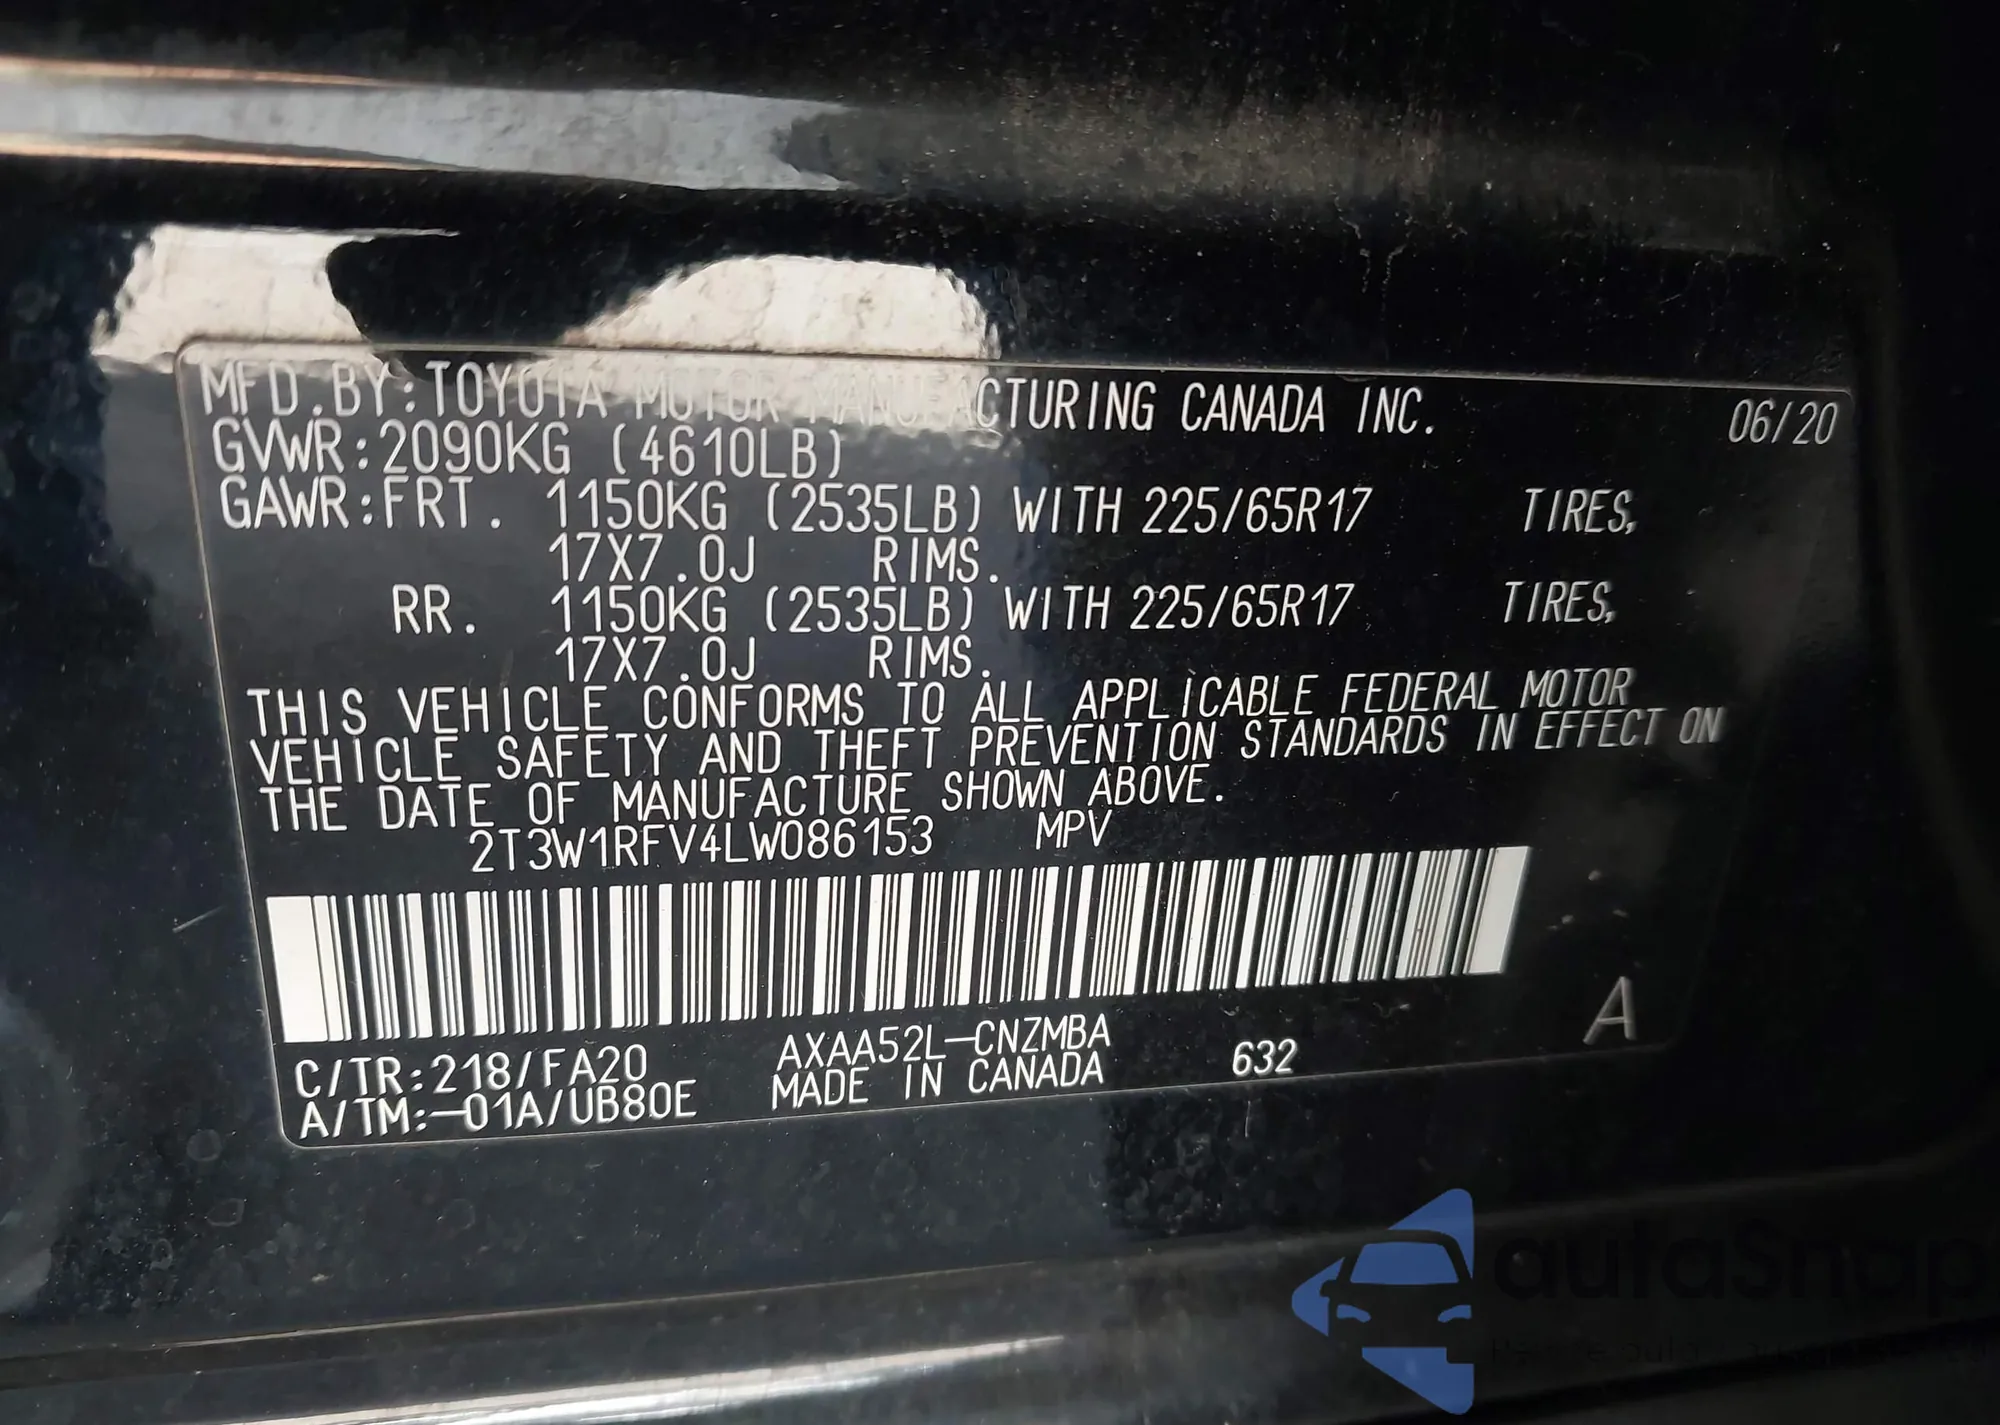 MFD.BY:TOYOTA MOTOR MANUFACTURING CANADA INC. 06/20
GVWR:2090KG (4610LB)
GAWR:FRT. 1150KG (2535LB) WITH 225/65R17 TIRES,
17X7.0J RIMS.
RR. 1150KG (2535LB) WITH 225/65R17 TIRES,
17X7.0J RIMS.
THIS VEHICLE CONFORMS TO ALL APPLICABLE FEDERAL MOTOR
VEHICLE SAFETY AND THEFT PREVENTION STANDARDS IN EFFECT ON
THE DATE OF MANUFACTURE SHOWN ABOVE.
2T3W1RFV4LW086153 MPV
A
C/TR:218/FA20 AXAA52L-CNZMBA 632
A/TM:-01A/UB80E MADE IN CANADA
autasnap